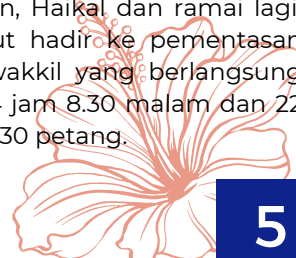 n, Haikal dan ramai lagi
ut hadir ke pementasan
wakkil yang berlangsung
jam 8.30 malam dan 22
30 petang.
5